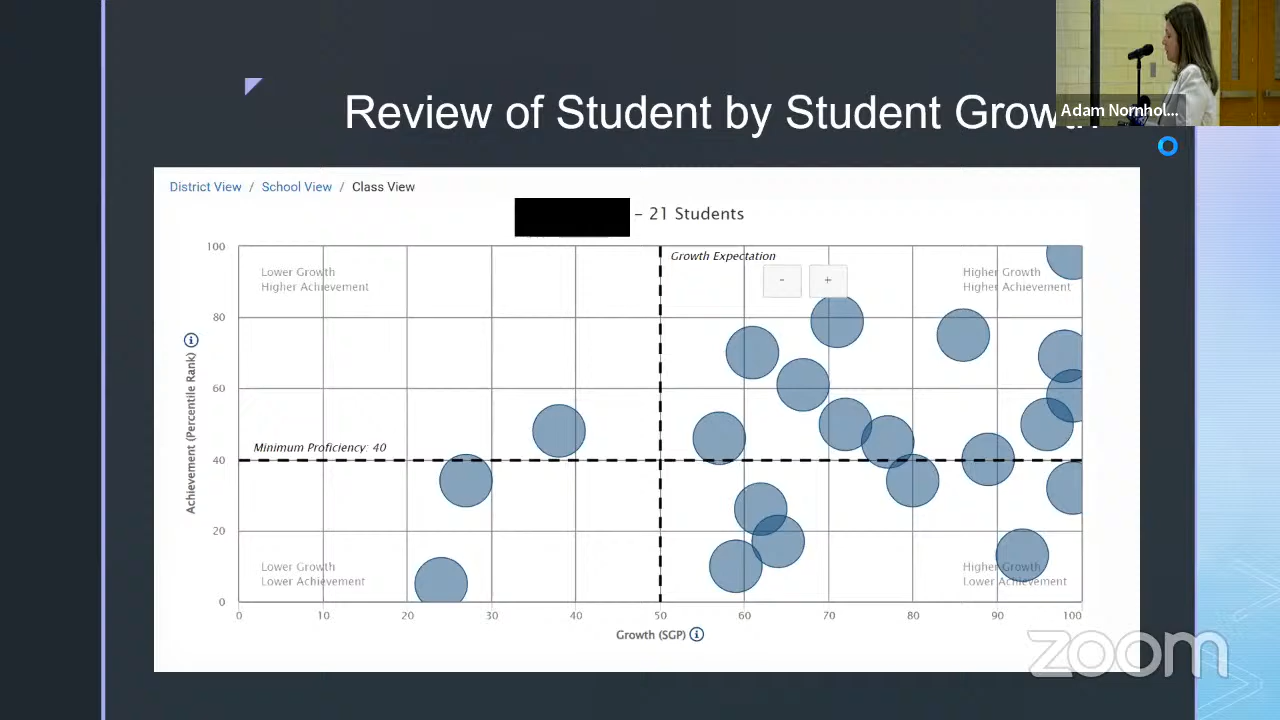 Review of Student by Student Growth
Adam Nornhol...
District View / School View / Class View
– 21 Students
100
80
60
40
20
0
Achievement (Percentile Rank) i
Lower Growth
Higher Achievement
Growth Expectation
- +
Higher Growth
Higher Achievement
Minimum Proficiency: 40
Lower Growth
Lower Achievement
Higher Growth
Lower Achievement
0 10 20 30 40 50 60 70 80 90 100
Growth (SGP) i
zoom